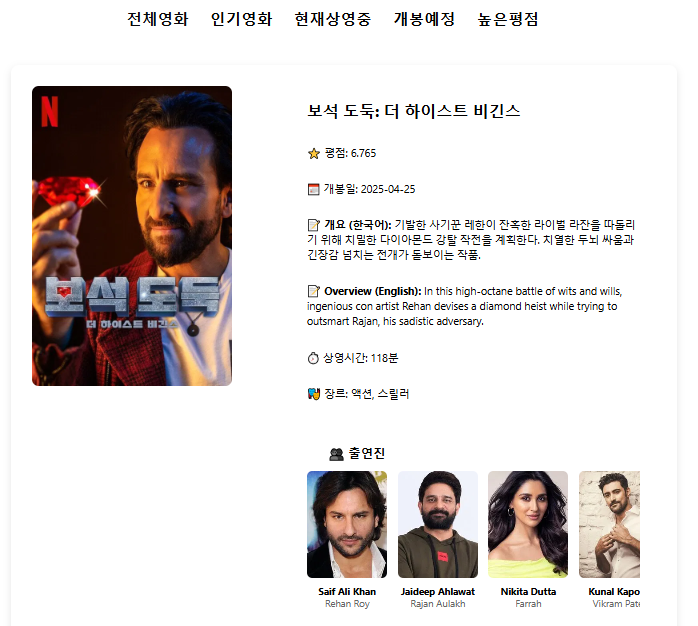 전체영화 인기영화 현재상영중 개봉예정 높은평점
N
보석 도둑
더 하이스트 비긴스
보석 도둑: 더 하이스트 비긴스
평점: 6.765
개봉일: 2025-04-25
개요 (한국어): 기발한 사기꾼 레한이 잔혹한 라이벌 라잔을 따돌리
기 위해 치밀한 다이아몬드 강탈 작전을 계획한다. 치열한 두뇌 싸움과
긴장감 넘치는 전개가 돋보이는 작품.
Overview (English): In this high-octane battle of wits and wills,
ingenious con artist Rehan devises a diamond heist while trying to
outsmart Rajan, his sadistic adversary.
상영시간: 118분
장르: 액션, 스릴러
출연진
Saif Ali Khan Jaideep Ahlawat Nikita Dutta Kunal Kapo
Rehan Roy Rajan Aulakh Farrah Vikram Pate